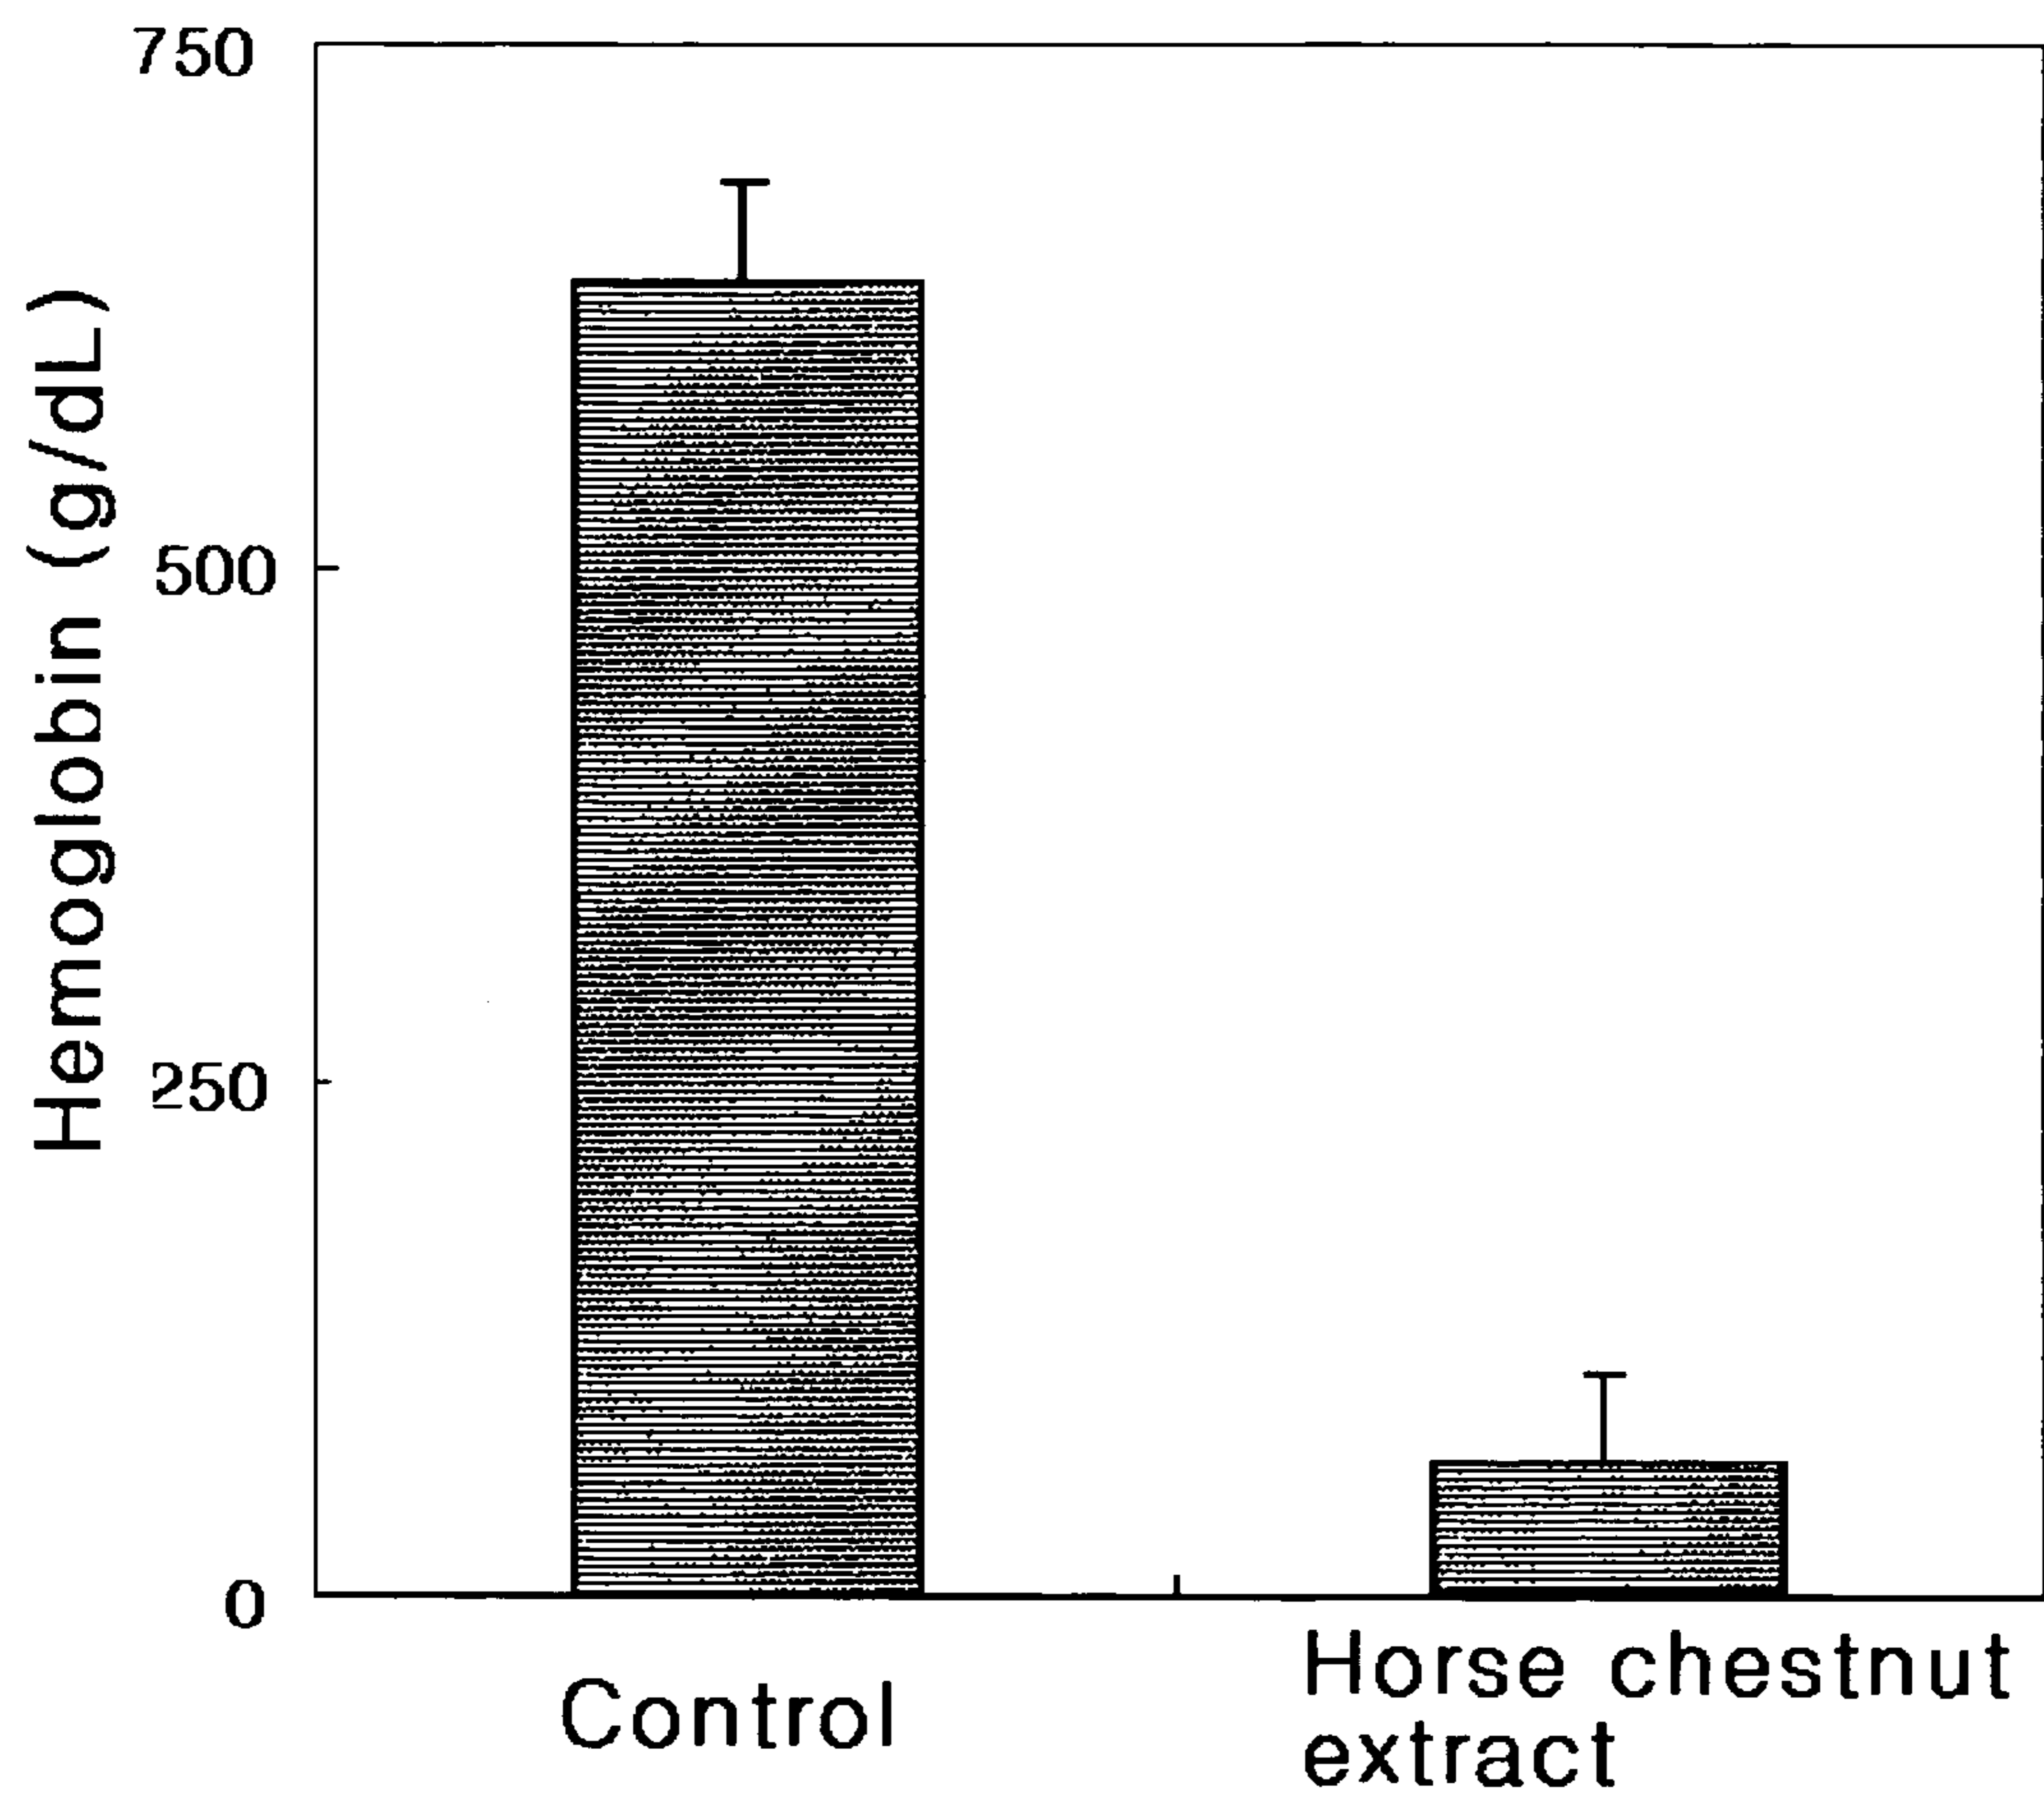 750
500
250
0
Hemoglobin (g/dL)
Control
Horse chestnut
extract